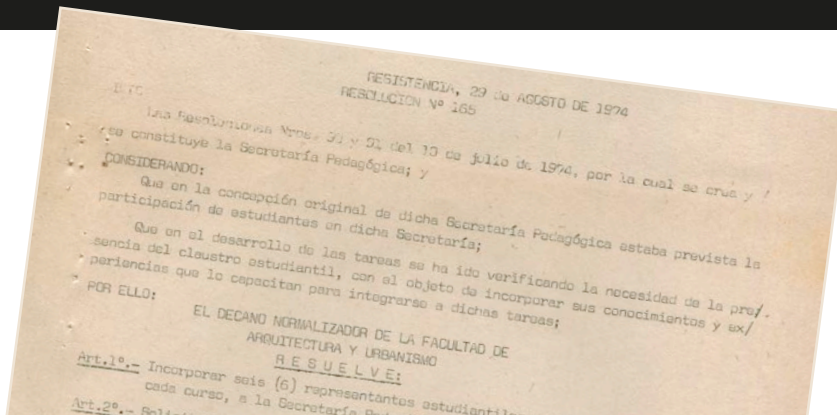 RESISTENCIA, 29 de AGOSTO DE 1974
RESOLUCION Nº 165
Las Resoluciones Nros. y 31 del 10 de julio de 1974, por la cual se crea y /
se constituye la Secretaría Pedagógica; y
CONSIDERANDO:
Que en la concepción original de dicha Secretaría Pedagógica estaba prevista la
participación de estudiantes en dicha Secretaría;
Que en el desarrollo de las tareas se ha ido verificando la necesidad de la pre/.
sencia del claustro estudiantil, con el objeto de incorporar sus conocimientos y ex/
periencias que lo capacitan para integrarse a dichas tareas;
POR ELLO:
EL DECANO NORMALIZADOR DE LA FACULTAD DE
ARQUITECTURA Y URBANISMO
R E S U E L V E:
Art.1º.- Incorporar seis (6) representantes estudiantiles
cada curso, a la Secretaría
Art.2º.-